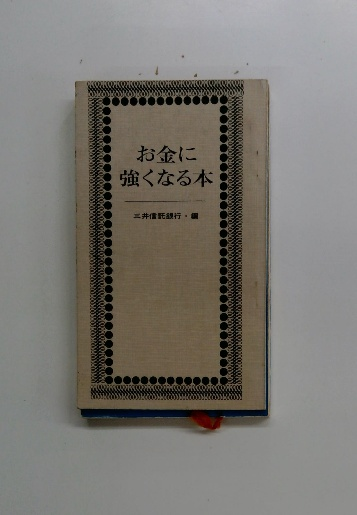 お金に
強くなる本
三井信託銀行・編